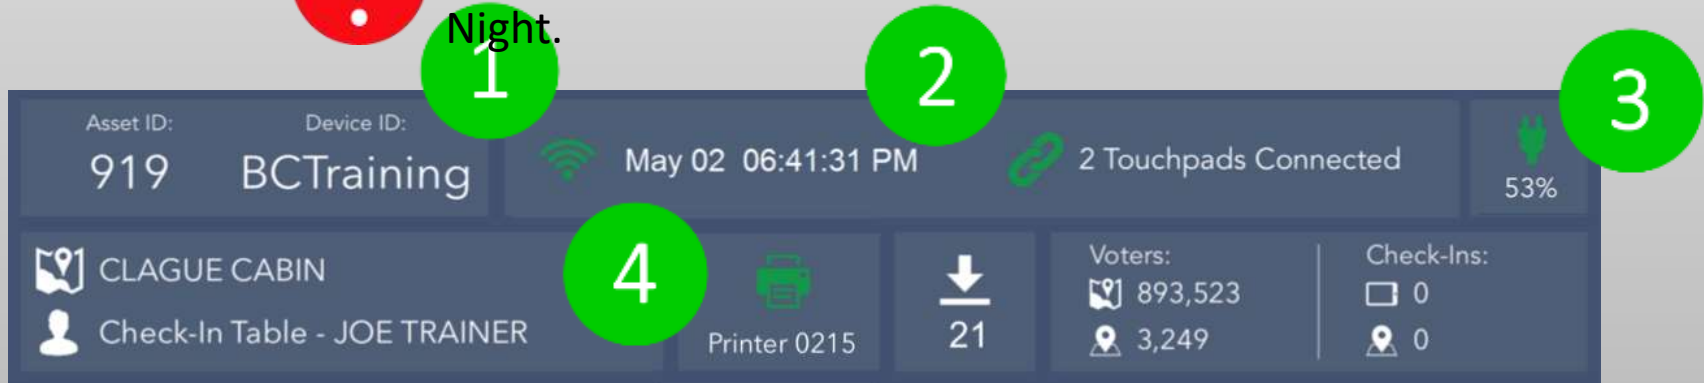 Night.
1
2
3
Asset ID:
919
Device ID:
BCTraining
May 02 06:41:31 PM
2 Touchpads Connected
53%
CLAGUE CABIN
Check-In Table - JOE TRAINER
4
Printer 0215
21
Voters:
893,523
3,249
Check-Ins:
0
0